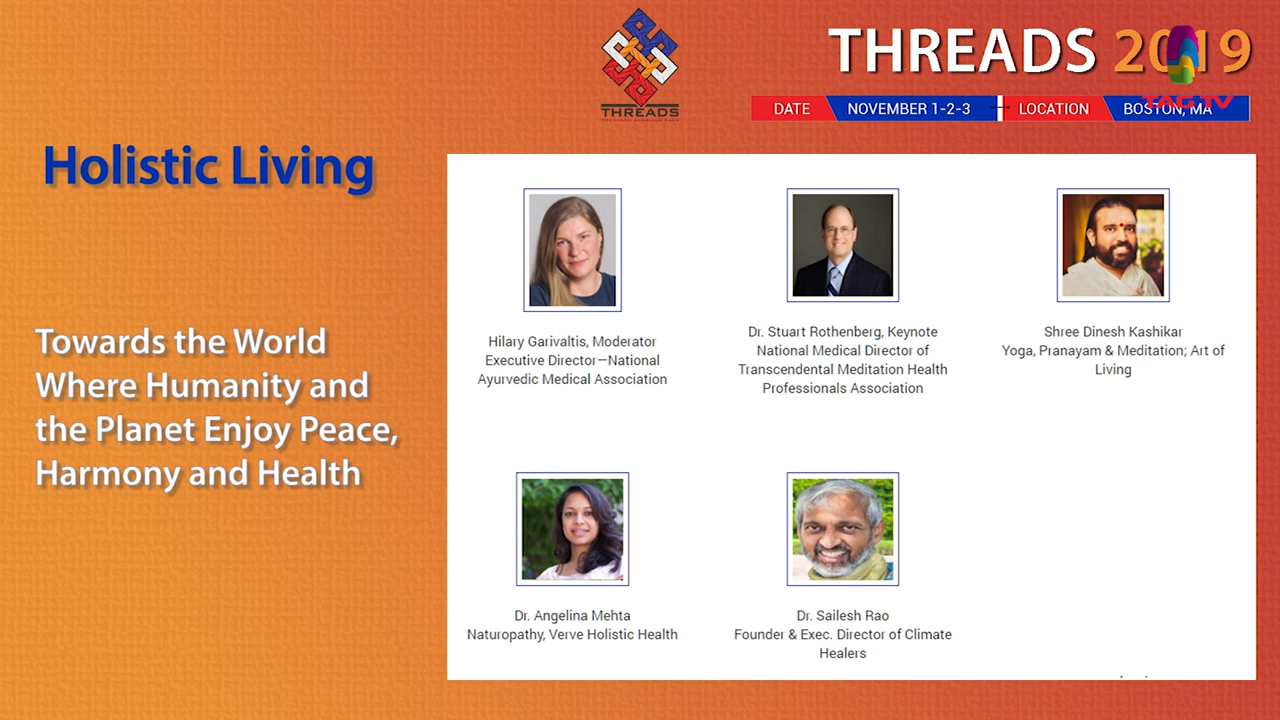 THREADS 2019
THREADS
DATE NOVEMBER 1-2-3 LOCATION BOSTON, MA
TAG TV
Holistic Living
Towards the World
Where Humanity and
the Planet Enjoy Peace,
Harmony and Health
Hilary Garivaltis, Moderator
Executive Director—National
Ayurvedic Medical Association
Dr. Stuart Rothenberg, Keynote
National Medical Director of
Transcendental Meditation Health
Professionals Association
Shree Dinesh Kashikar
Yoga, Pranayam & Meditation; Art of
Living
Dr. Angelina Mehta
Naturopathy, Verve Holistic Health
Dr. Sailesh Rao
Founder & Exec. Director of Climate
Healers